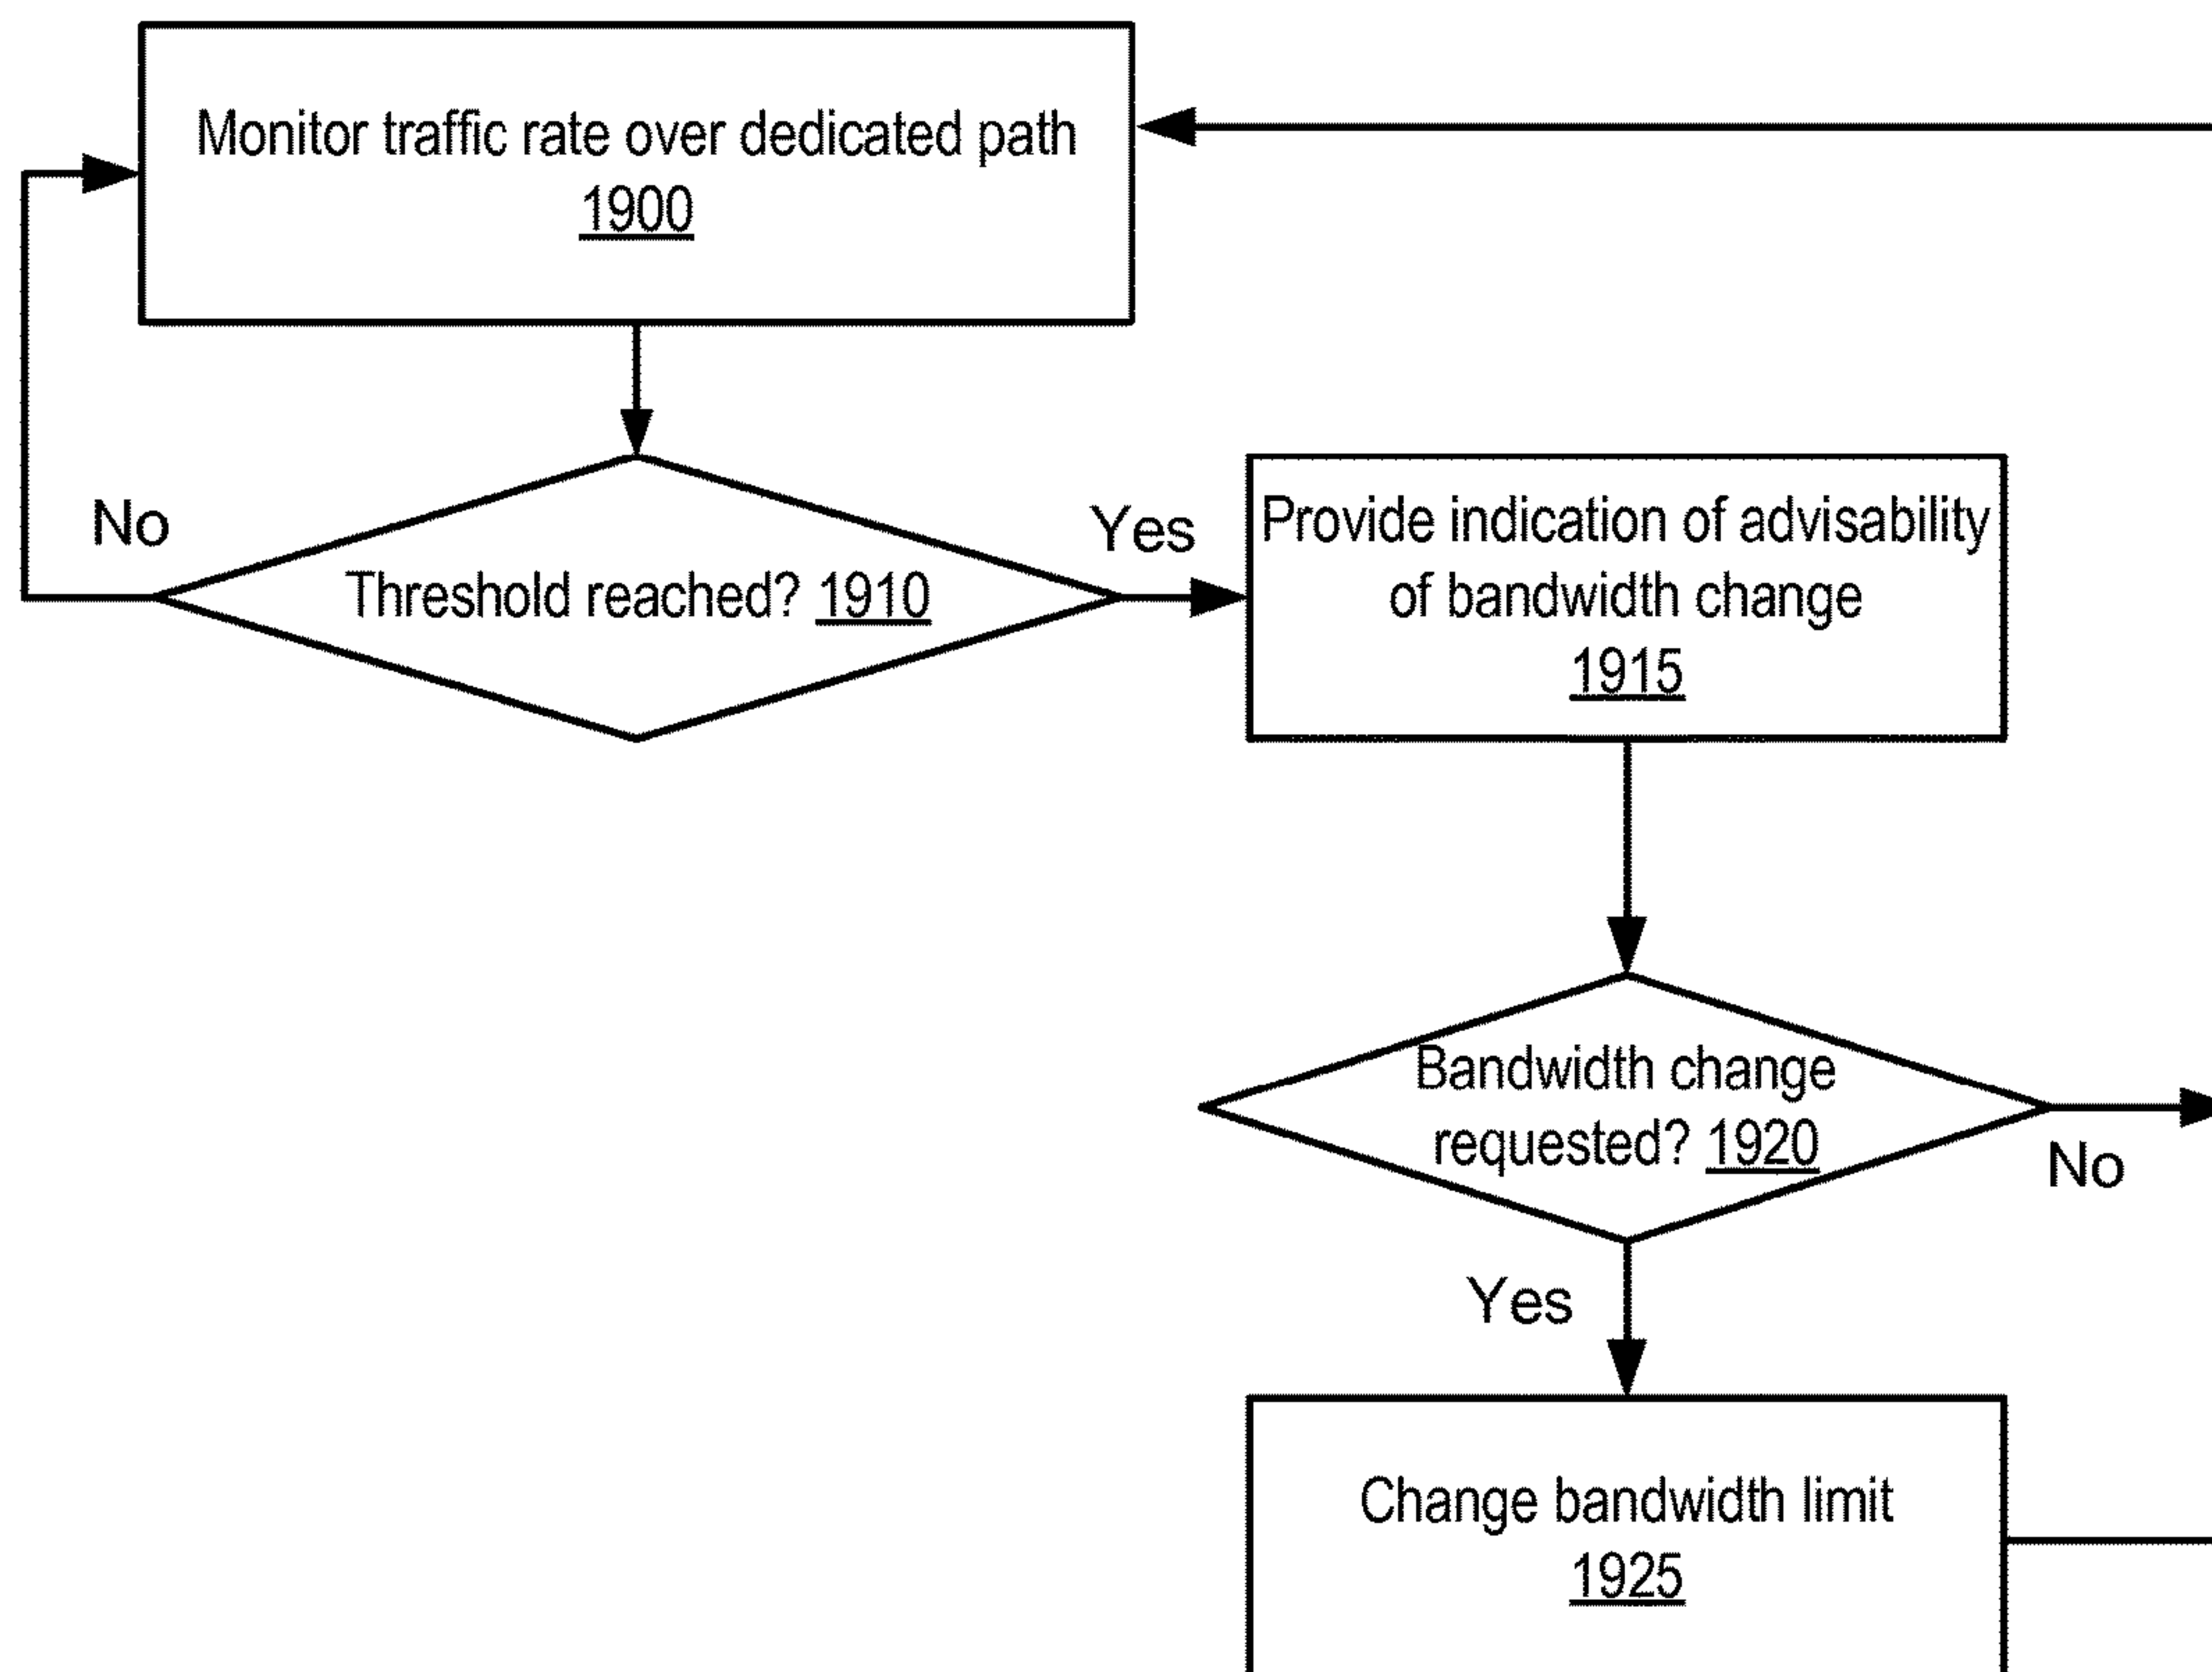 Monitor traffic rate over dedicated path
1900
No
Threshold reached? 1910
Yes
Provide indication of advisability
of bandwidth change
1915
Bandwidth change
requested? 1920
No
Yes
Change bandwidth limit
1925